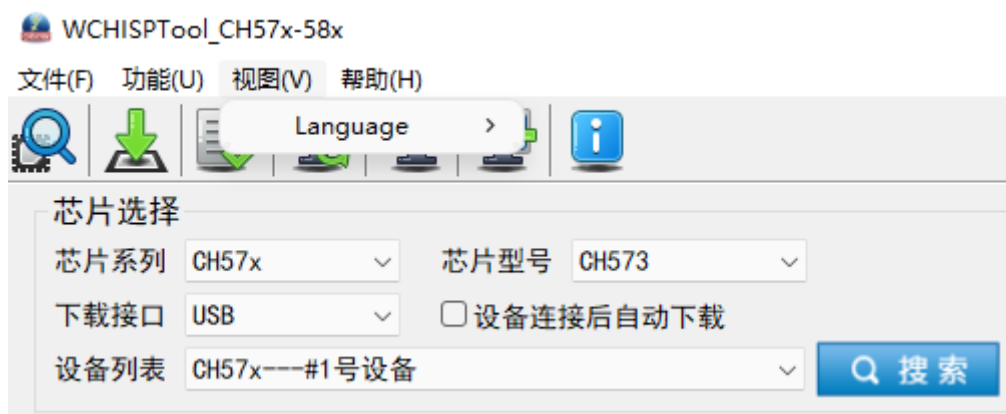 WCHISPTool_CH57x-58x
文件(F) 功能(U) 视图(V) 帮助(H)
Language >
芯片选择
芯片系列 CH57x 芯片型号 CH573
下载接口 USB 设备连接后自动下载
设备列表 CH57x---#1号设备 搜索